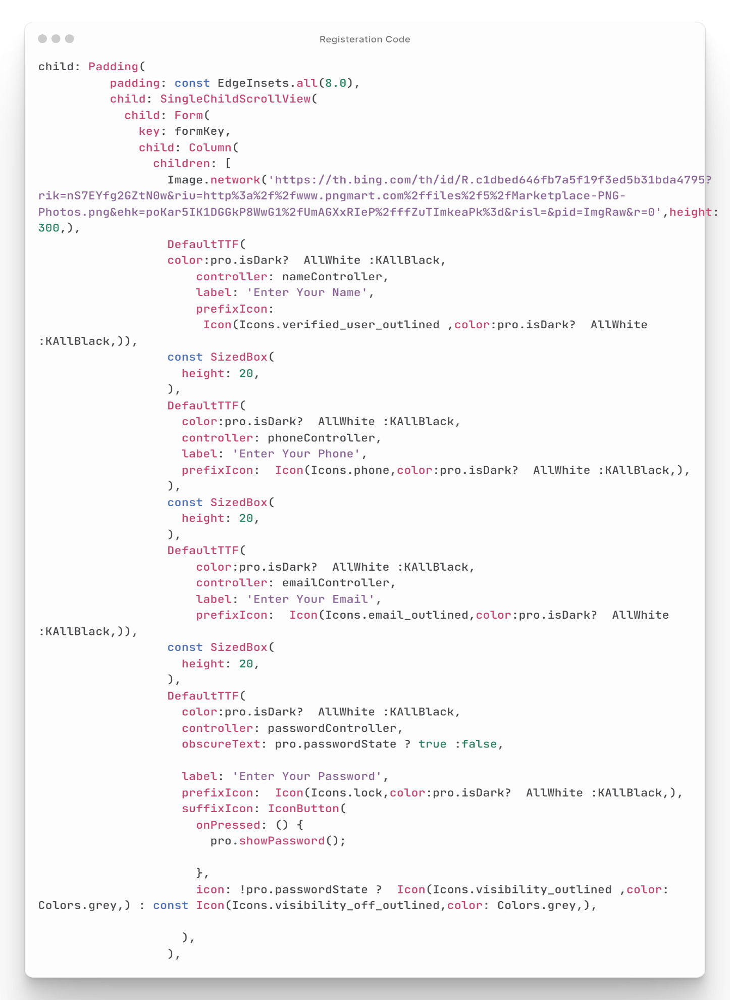 Registeration Code
child: Padding(
          padding: const EdgeInsets.all(8.0),
          child: SingleChildScrollView(
            child: Form(
              key: formKey,
              child: Column(
                children: [
                  Image.network('https://th.bing.com/th/id/R.c1dbed646fb7a5f19f3ed5b31bda4795?
rik=nS7EYfg2GZtN0w&riu=http%3a%2f%2fwww.pngmart.com%2ffiles%2f5%2fMarketplace-PNG-
Photos.png&ehk=poKar5IK1DGGkP8WwG1%2fUmAGXxRIeP%2fffZuTImkeaPk%3d&risl=&pid=ImgRaw&r=0',height:
300,),
                  DefaultTTF(
                  color:pro.isDark?  AllWhite :KAllBlack,
                      controller: nameController,
                      label: 'Enter Your Name',
                      prefixIcon:
                       Icon(Icons.verified_user_outlined ,color:pro.isDark?  AllWhite
:KAllBlack,)),
                  const SizedBox(
                    height: 20,
                  ),
                  DefaultTTF(
                    color:pro.isDark?  AllWhite :KAllBlack,
                    controller: phoneController,
                    label: 'Enter Your Phone',
                    prefixIcon:  Icon(Icons.phone,color:pro.isDark?  AllWhite :KAllBlack,),
                  ),
                  const SizedBox(
                    height: 20,
                  ),
                  DefaultTTF(
                      color:pro.isDark?  AllWhite :KAllBlack,
                      controller: emailController,
                      label: 'Enter Your Email',
                      prefixIcon:  Icon(Icons.email_outlined,color:pro.isDark?  AllWhite
:KAllBlack,)),
                  const SizedBox(
                    height: 20,
                  ),
                  DefaultTTF(
                    color:pro.isDark?  AllWhite :KAllBlack,
                    controller: passwordController,
                    obscureText: pro.passwordState ? true :false,

                    label: 'Enter Your Password',
                    prefixIcon:  Icon(Icons.lock,color:pro.isDark?  AllWhite :KAllBlack,),
                    suffixIcon: IconButton(
                      onPressed: () {
                        pro.showPassword();

                      },
                      icon: !pro.passwordState ?  Icon(Icons.visibility_outlined ,color:
Colors.grey,) : const Icon(Icons.visibility_off_outlined,color: Colors.grey,),

                    ),
                  ),